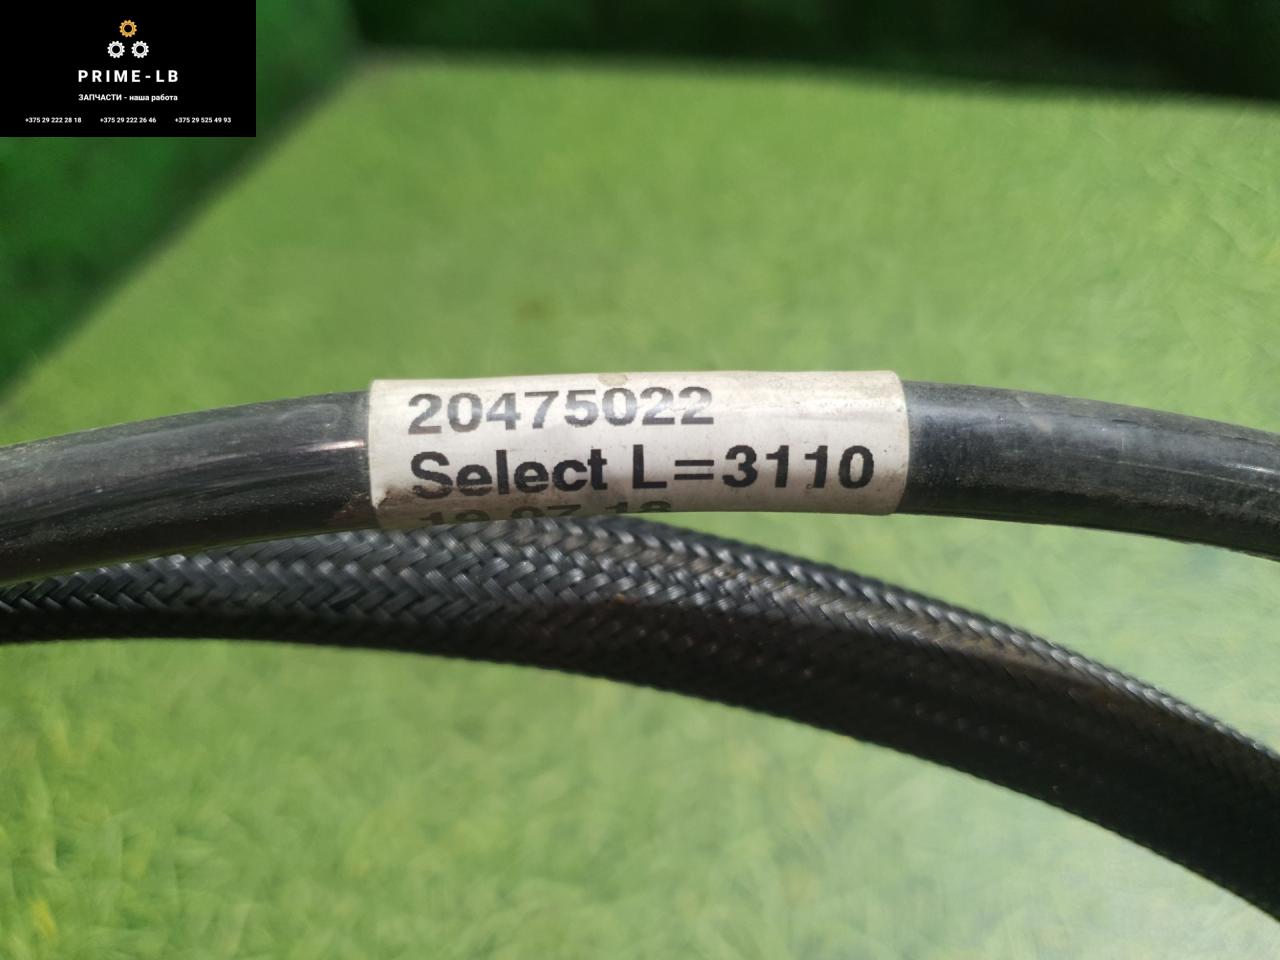 PRIME-LB
ЗАПЧАСТИ - наша работа
+375 29 222 28 18 +375 29 222 26 46 +375 29 525 49 93
20475022
Select L=3110